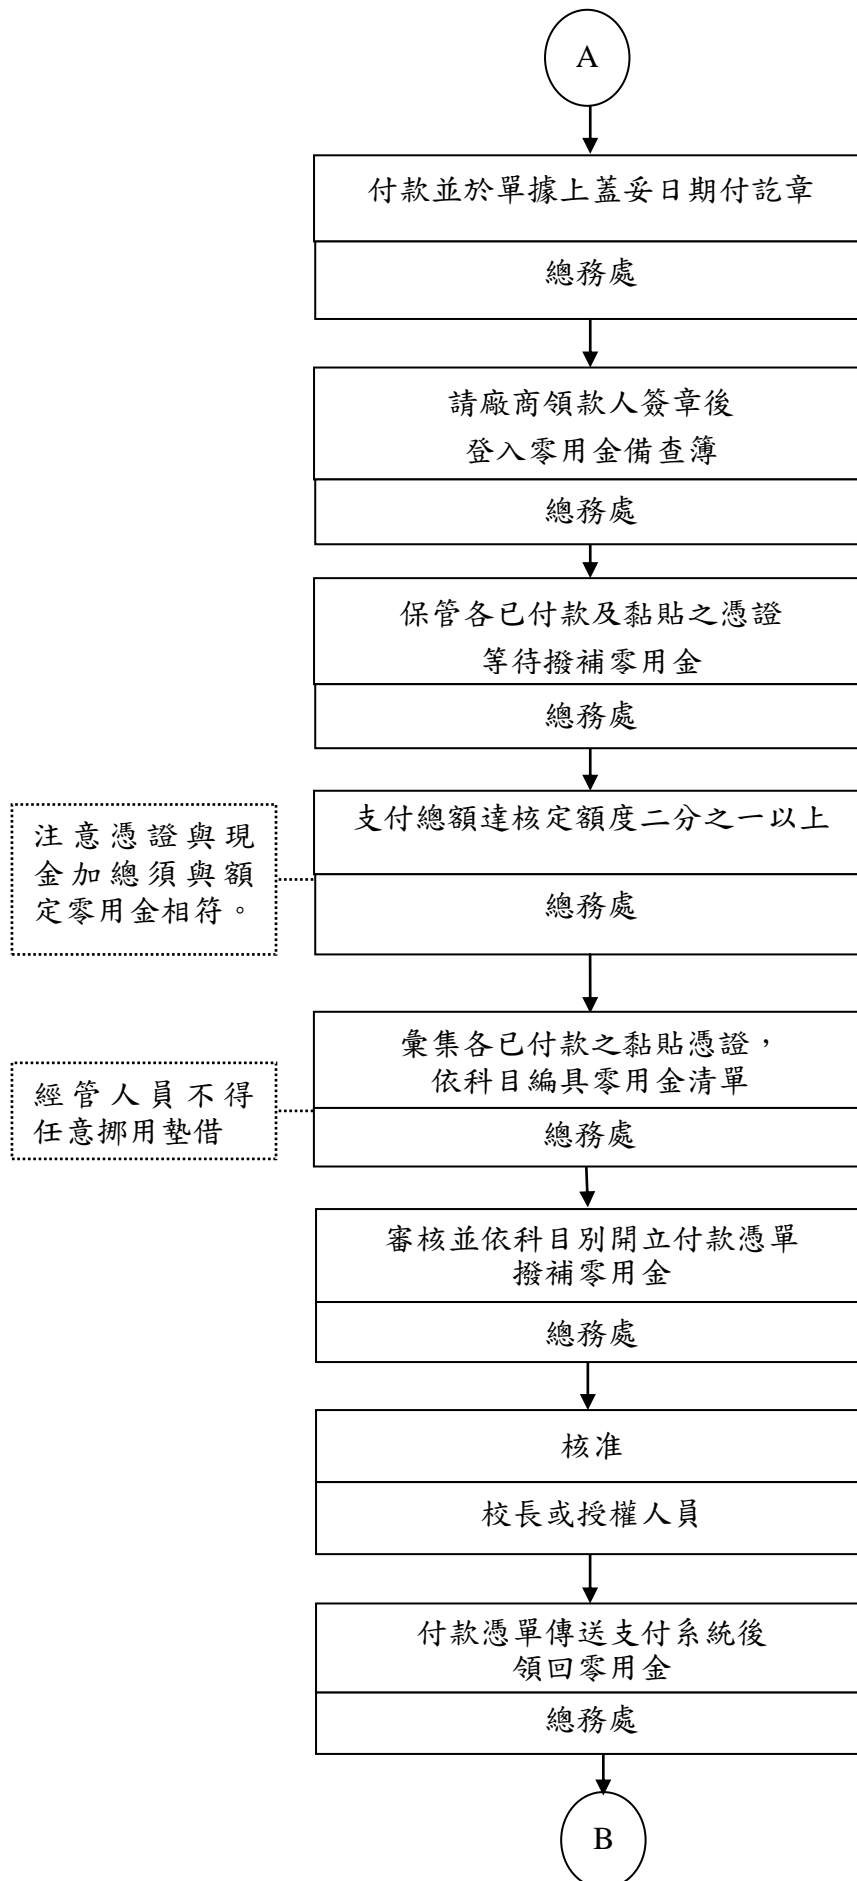 A
付款並於單據上蓋妥日期付訖章
總務處
請廠商領款人簽章後
登入零用金備查簿
總務處
保管各已付款及黏貼之憑證
等待撥補零用金
總務處
支付總額達核定額度二分之一以上
總務處
注意憑證與現
金加總須與額
定零用金相符。
彙集各已付款之黏貼憑證，
依科目編具零用金清單
總務處
經管人員不得
任意挪用墊借
審核並依科目別開立付款憑單
撥補零用金
總務處
核准
校長或授權人員
付款憑單傳送支付系統後
領回零用金
總務處
B